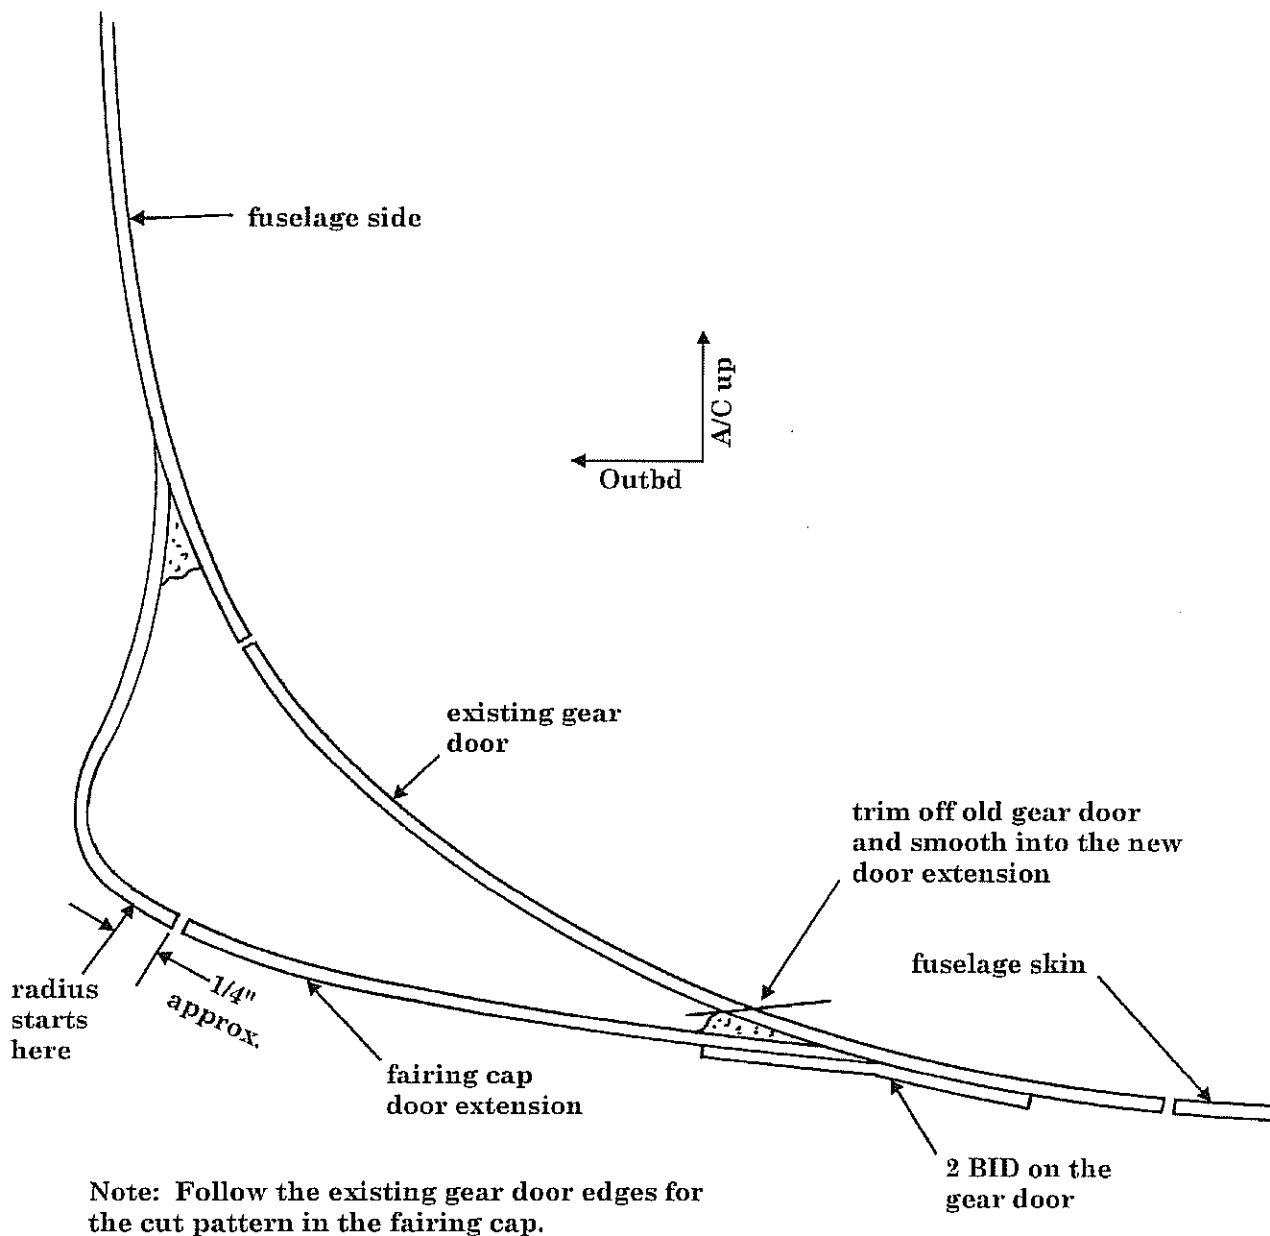 fuselage side
A/C up
Outbd
existing gear
door
trim off old gear door
and smooth into the new
door extension
fuselage skin
radius
starts
here
1/4"
approx.
fairing cap
door extension
2 BID on the
gear door
Note: Follow the existing gear door edges for
the cut pattern in the fairing cap.